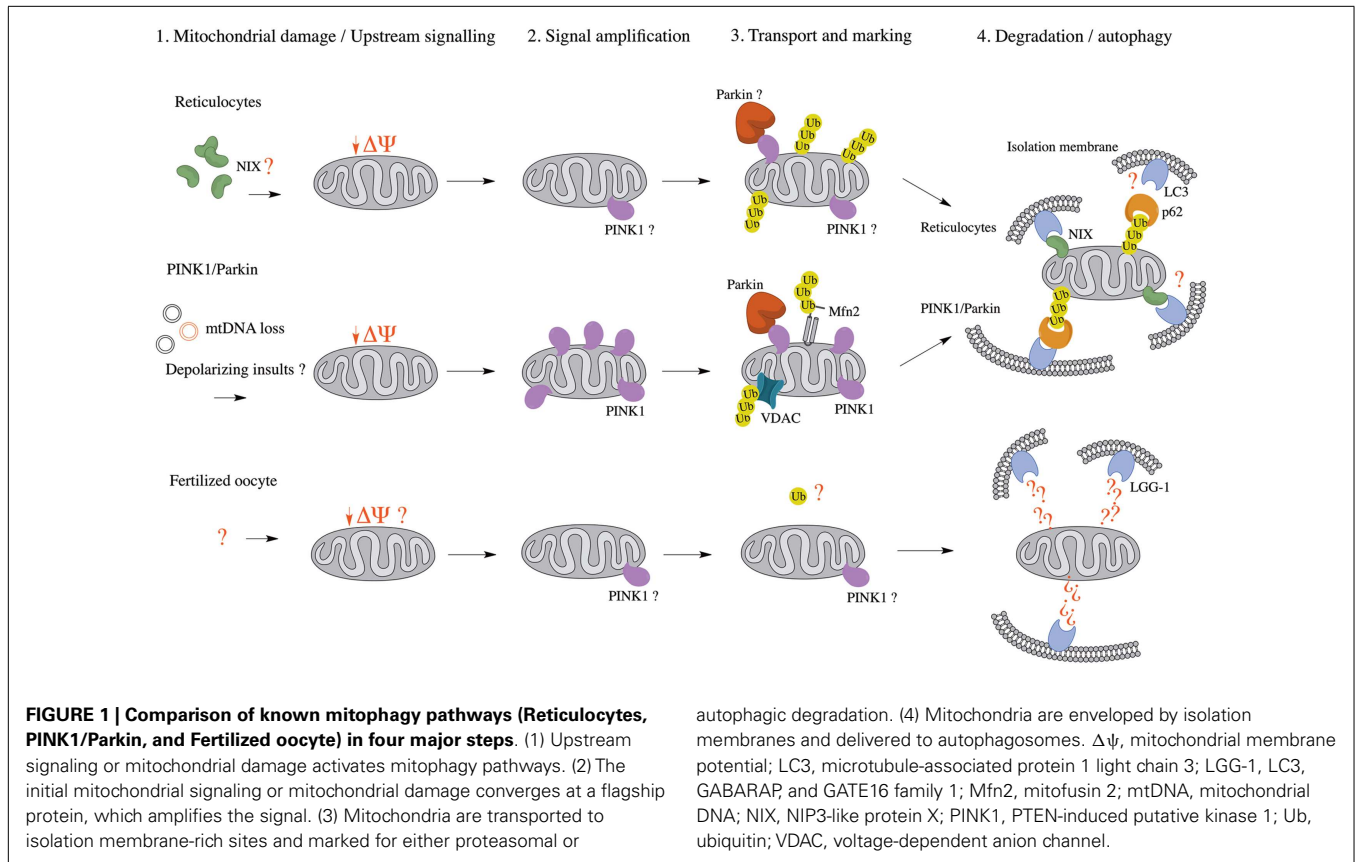 1. Mitochondrial damage / Upstream signalling
2. Signal amplification
3. Transport and marking
4. Degradation / autophagy
Reticulocytes
NIX ?
↓ΔΨ
PINK1 ?
Parkin ?
Ub
Ub
Ub
Ub
Ub
Ub
Ub
Ub
Ub
PINK1 ?
Reticulocytes
Isolation membrane
?
LC3
p62
Ub
Ub
Ub
NIX
?
PINK1/Parkin
Ub
Ub
Ub
PINK1/Parkin
mtDNA loss
Depolarizing insults ?
↓ΔΨ
PINK1
Parkin
Ub
Ub
Ub
Mfn2
Ub
Ub
Ub
VDAC
PINK1
Fertilized oocyte
?
↓ΔΨ ?
PINK1 ?
Ub ?
PINK1 ?
LGG-1
????
????
¿¿¿¿
FIGURE 1 | Comparison of known mitophagy pathways (Reticulocytes,
PINK1/Parkin, and Fertilized oocyte) in four major steps. (1) Upstream
signaling or mitochondrial damage activates mitophagy pathways. (2) The
initial mitochondrial signaling or mitochondrial damage converges at a flagship
protein, which amplifies the signal. (3) Mitochondria are transported to
isolation membrane-rich sites and marked for either proteasomal or
autophagic degradation. (4) Mitochondria are enveloped by isolation
membranes and delivered to autophagosomes. Δψ, mitochondrial membrane
potential; LC3, microtubule-associated protein 1 light chain 3; LGG-1, LC3,
GABARAP, and GATE16 family 1; Mfn2, mitofusin 2; mtDNA, mitochondrial
DNA; NIX, NIP3-like protein X; PINK1, PTEN-induced putative kinase 1; Ub,
ubiquitin; VDAC, voltage-dependent anion channel.